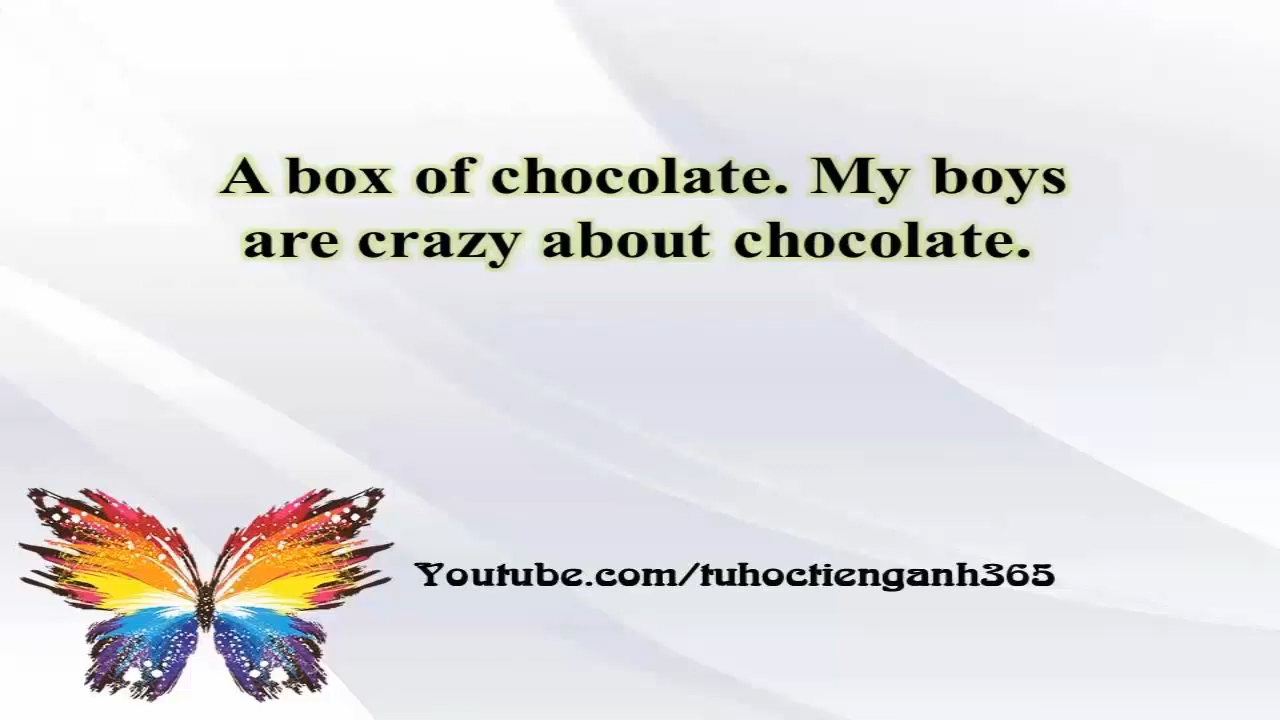 A box of chocolate. My boys
are crazy about chocolate.
Youtube.com/tuhoctienganh365